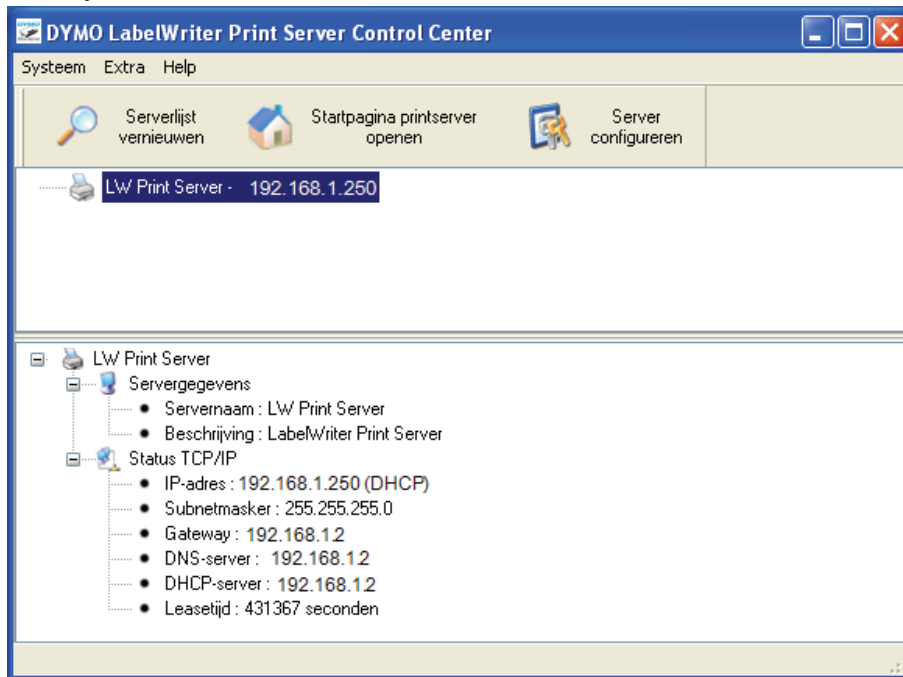 DYMO LabelWriter Print Server Control Center
Systeem Extra Help
Serverlijst vernieuwen
Startpagina printserver openen
Server configureren
LW Print Server - 192.168.1.250
LW Print Server
Servergegevens
Servernaam : LW Print Server
Beschrijving : LabelWriter Print Server
Status TCP/IP
IP-adres : 192.168.1.250 (DHCP)
Subnetmasker : 255.255.255.0
Gateway : 192.168.1.2
DNS-server : 192.168.1.2
DHCP-server : 192.168.1.2
Leasetijd : 431367 seconden